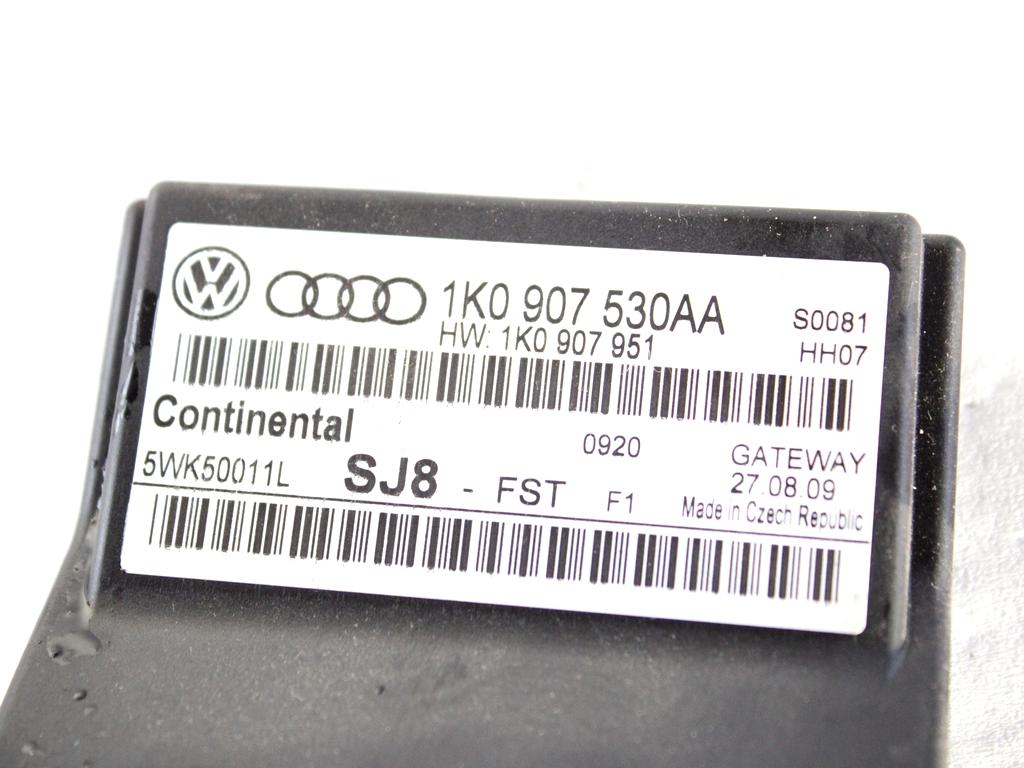 1K0 907 530AA S0081
HW: 1K0 907 951 HH07
Continental 0920 GATEWAY
5WK50011L SJ8 - FST F1 27.08.09
Made in Czech Republic